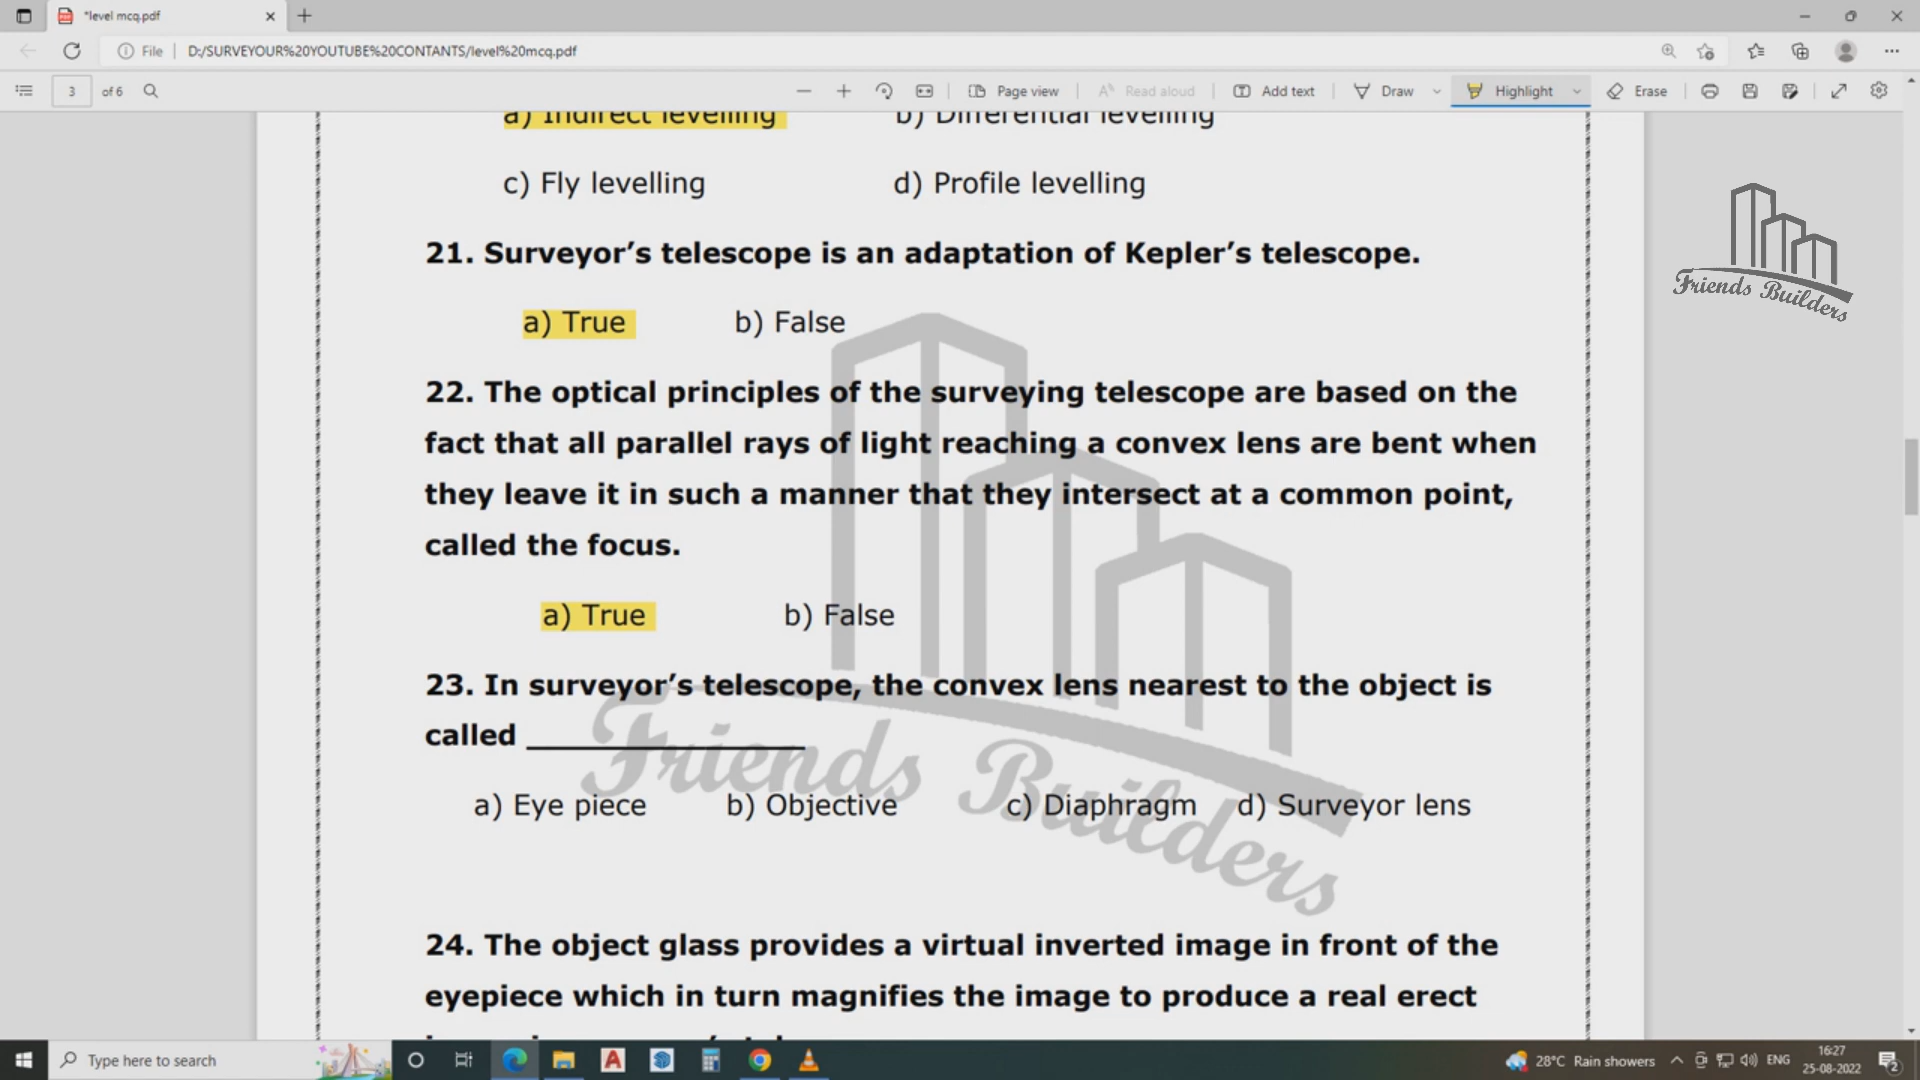 *level mcq.pdf
File
D:/SURVEYOUR%20YOUTUBE%20CONTANTS/level%20mcq.pdf
3 of 6
Page view
Read aloud
Add text
Draw
Highlight
Erase
a) Indirect levelling b) Differential levelling
c) Fly levelling d) Profile levelling
21. Surveyor’s telescope is an adaptation of Kepler’s telescope.
a) True b) False
22. The optical principles of the surveying telescope are based on the
fact that all parallel rays of light reaching a convex lens are bent when
they leave it in such a manner that they intersect at a common point,
called the focus.
a) True b) False
23. In surveyor’s telescope, the convex lens nearest to the object is
called ________________
a) Eye piece b) Objective c) Diaphragm d) Surveyor lens
24. The object glass provides a virtual inverted image in front of the
eyepiece which in turn magnifies the image to produce a real erect
Friends Builders
Friends Builders
Type here to search
28°C Rain showers
ENG
16:27
25-08-2022
2